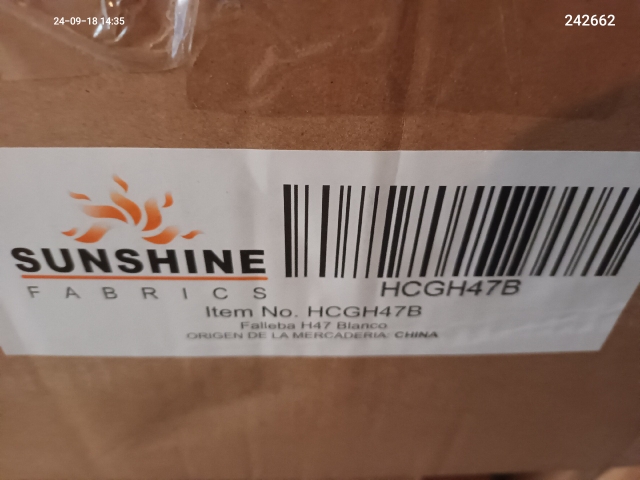 24-09-18 14:35
242662
SUNSHINE
FABRICS
HCGH47B
Item No. HCGH47B
Falleba H47 Blanco
ORIGEN DE LA MERCADERIA: CHINA